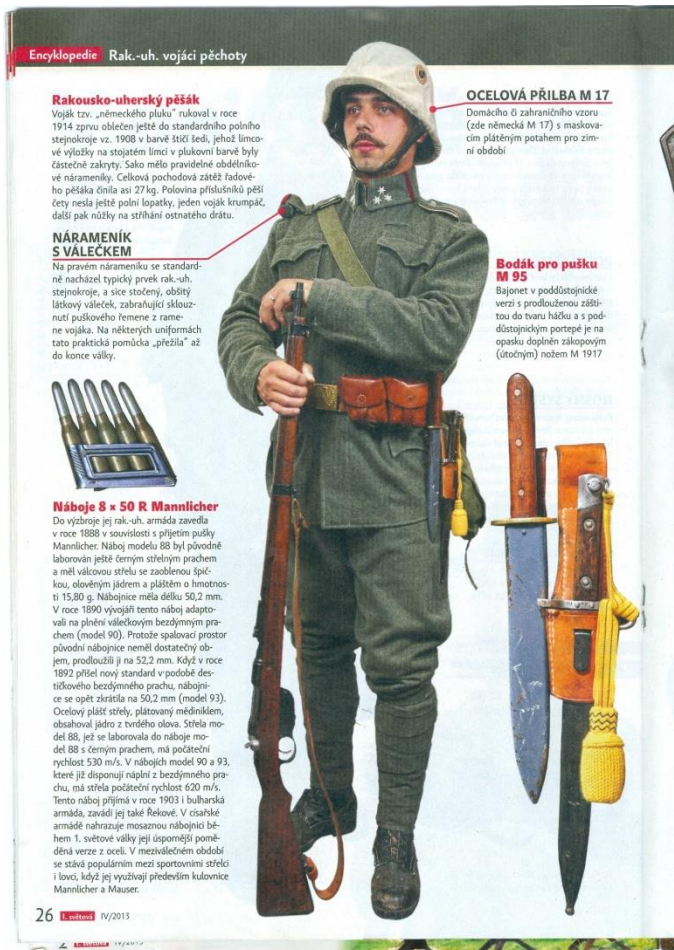 Encyklopedie Rak.-uh. vojáci pěchoty
Rakousko-uherský pěšák
Voják tzv. „německého pluku" rukoval v roce
1914 zprvu oblečen ještě do standardního polního
stejnokroje vz. 1908 v barvě štičí šedi, jehož límco-
vé výložky na stojatém límci v plukovní barvě byly
částečně zakryty. Sako mělo pravidelné obdélníko-
vé nárameníky. Celková pochodová zátěž řadové-
ho pěšáka činila asi 27 kg. Polovina příslušníků pěší
čety nesla ještě polní lopatky, jeden voják krumpáč,
další pak nůžky na stříhání ostnatého drátu.
NÁRAMENÍK
S VÁLEČKEM
Na pravém nárameníku se standard-
ně nacházel typický prvek rak.-uh.
stejnokroje, a sice stočený, obšitý
látkový váleček, zabraňující sklouz-
nutí puškového řemene z rame-
ne vojáka. Na některých uniformách
tato praktická pomůcka „přežila" až
do konce války.
Náboje 8 × 50 R Mannlicher
Do výzbroje jej rak.-uh. armáda zavedla
v roce 1888 v souvislosti s přijetím pušky
Mannlicher. Náboj modelu 88 byl původně
laborován ještě černým střelným prachem
a měl válcovou střelu se zaoblenou špič-
kou, olověným jádrem a pláštěm o hmotnos-
ti 15,80 g. Nábojnice měla délku 50,2 mm.
V roce 1890 vývojáři tento náboj adapto-
vali na plnění válečkovým bezdýmným pra-
chem (model 90). Protože spalovací prostor
původní nábojnice neměl dostatečný ob-
jem, prodloužili ji na 52,2 mm. Když v roce
1892 přišel nový standard v podobě des-
tičkového bezdýmného prachu, nábojni-
ce se opět zkrátila na 50,2 mm (model 93).
Ocelový plášť střely, plátovaný mědiniklem,
obsahoval jádro z tvrdého olova. Střela mo-
del 88, jež se laborovala do náboje mo-
del 88 s černým prachem, má počáteční
rychlost 530 m/s. V nábojích model 90 a 93,
které již disponují náplní z bezdýmného pra-
chu, má střela počáteční rychlost 620 m/s.
Tento náboj přijímá v roce 1903 i bulharská
armáda, zavádí jej také Řekové. V císařské
armádě nahrazuje mosaznou nábojnici bě-
hem 1. světové války její úspornější pomě-
děná verze z oceli. V meziválečném období
se stává populárním mezi sportovními střelci
i lovci, když jej využívají především kulovnice
Mannlicher a Mauser.
OCELOVÁ PŘILBA M 17
Domácího či zahraničního vzoru
(zde německá M 17) s maskova-
cím plátěným potahem pro zim-
ní období
Bodák pro pušku
M 95
Bajonet v poddůstojnické
verzi s prodlouženou zášti-
tou do tvaru háčku a s pod-
důstojnickým portepé je na
opasku doplněn zákopovým
(útočným) nožem M 1917
26 I. světová IV/2013